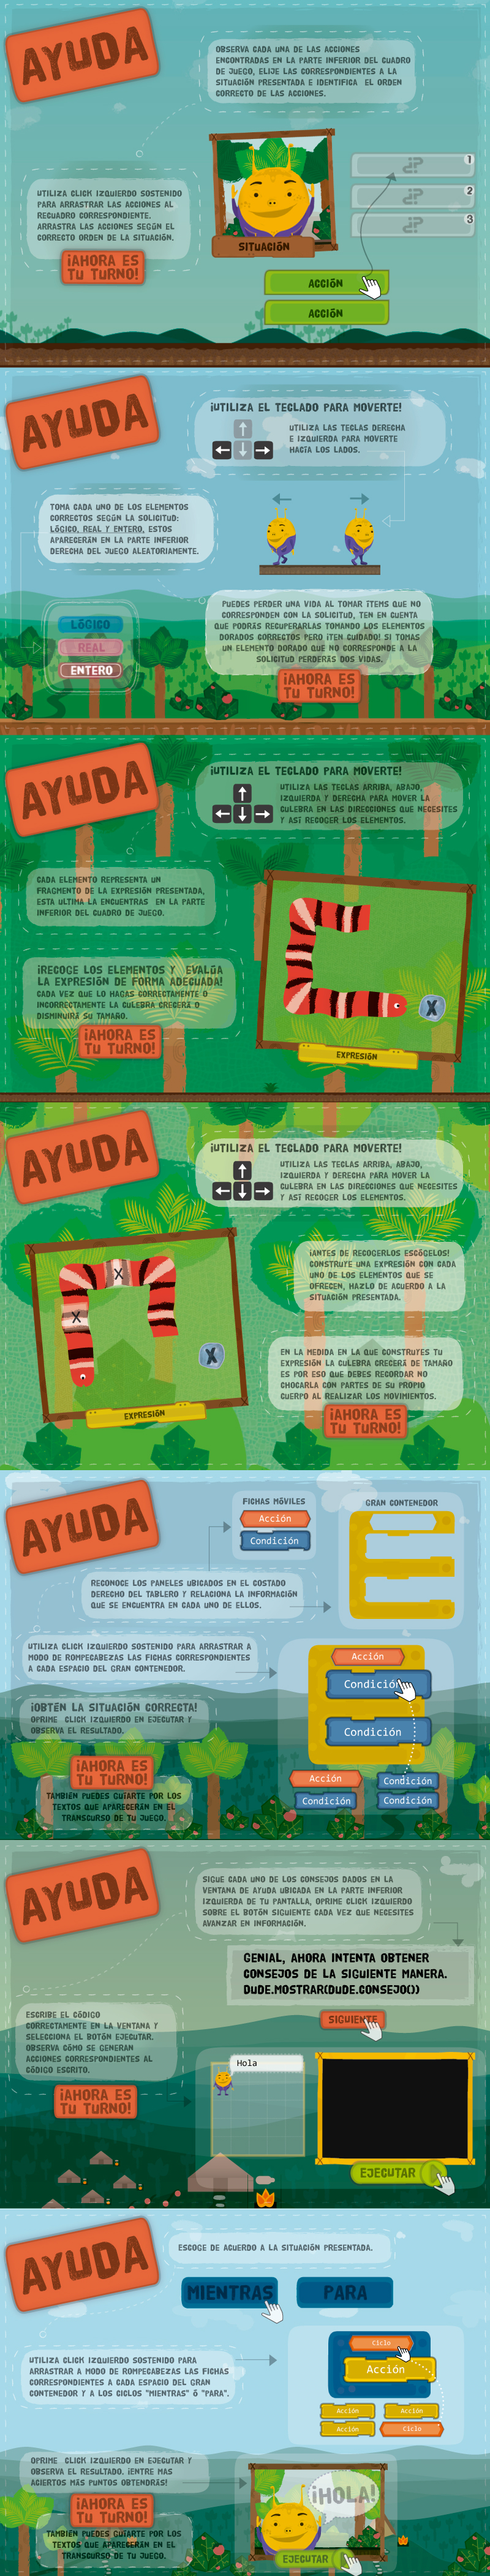 AYUDA
OBSERVA CADA UNA DE LAS ACCIONES
ENCONTRADAS EN LA PARTE INFERIOR DEL CUADRO
DE JUEGO, ELIJE LAS CORRESPONDIENTES A LA
SITUACIÓN PRESENTADA E IDENTIFICA EL ORDEN
CORRECTO DE LAS ACCIONES.
UTILIZA CLICK IZQUIERDO SOSTENIDO
PARA ARRASTRAR LAS ACCIONES AL
RECUADRO CORRESPONDIENTE.
ARRASTRA LAS ACCIONES SEGÚN EL
CORRECTO ORDEN DE LA SITUACIÓN.
¡AHORA ES
TU TURNO!
SITUACIÓN
¿? 1
¿? 2
¿? 3
ACCIÓN
ACCIÓN
AYUDA
¡UTILIZA EL TECLADO PARA MOVERTE!
UTILIZA LAS TECLAS DERECHA
E IZQUIERDA PARA MOVERTE
HACIA LOS LADOS.
TOMA CADA UNO DE LOS ELEMENTOS
CORRECTOS SEGÚN LA SOLICITUD:
LÓGICO, REAL Y ENTERO, ESTOS
APARECERÁN EN LA PARTE INFERIOR
DERECHA DEL JUEGO ALEATORIAMENTE.
LÓGICO
REAL
ENTERO
PUEDES PERDER UNA VIDA AL TOMAR ÍTEMS QUE NO
CORRESPONDEN CON LA SOLICITUD, TEN EN CUENTA
QUE PODRÁS RECUPERARLAS TOMANDO LOS ELEMENTOS
DORADOS CORRECTOS PERO ¡TEN CUIDADO! SI TOMAS
UN ELEMENTO DORADO QUE NO CORRESPONDE A LA
SOLICITUD PERDERÁS DOS VIDAS.
¡AHORA ES
TU TURNO!
AYUDA
¡UTILIZA EL TECLADO PARA MOVERTE!
UTILIZA LAS TECLAS ARRIBA, ABAJO,
IZQUIERDA Y DERECHA PARA MOVER LA
CULEBRA EN LAS DIRECCIONES QUE NECESITES
Y ASÍ RECOGER LOS ELEMENTOS.
CADA ELEMENTO REPRESENTA UN
FRAGMENTO DE LA EXPRESIÓN PRESENTADA,
ESTA ULTIMA LA ENCUENTRAS EN LA PARTE
INFERIOR DEL CUADRO DE JUEGO.
¡RECOGE LOS ELEMENTOS Y EVALÚA
LA EXPRESIÓN DE FORMA ADECUADA!
CADA VEZ QUE LO HAGAS CORRECTAMENTE O
INCORRECTAMENTE LA CULEBRA CRECERÁ O
DISMINUIRÁ SU TAMAÑO.
¡AHORA ES
TU TURNO!
X
EXPRESIÓN
AYUDA
¡UTILIZA EL TECLADO PARA MOVERTE!
UTILIZA LAS TECLAS ARRIBA, ABAJO,
IZQUIERDA Y DERECHA PARA MOVER LA
CULEBRA EN LAS DIRECCIONES QUE NECESITES
Y ASÍ RECOGER LOS ELEMENTOS.
X
X
X
EXPRESIÓN
¡ANTES DE RECOGERLOS ESCÓGELOS!
CONSTRUYE UNA EXPRESIÓN CON CADA
UNO DE LOS ELEMENTOS QUE SE
OFRECEN, HAZLO DE ACUERDO A LA
SITUACIÓN PRESENTADA.
EN LA MEDIDA EN LA QUE CONSTRUYES TU
EXPRESIÓN LA CULEBRA CRECERÁ DE TAMAÑO
ES POR ESO QUE DEBES RECORDAR NO
CHOCARLA CON PARTES DE SU PROPIO
CUERPO AL REALIZAR LOS MOVIMIENTOS.
¡AHORA ES
TU TURNO!
AYUDA
FICHAS MÓVILES
Acción
Condición
GRAN CONTENEDOR
RECONOCE LOS PANELES UBICADOS EN EL COSTADO
DERECHO DEL TABLERO Y RELACIONA LA INFORMACIÓN
QUE SE ENCUENTRA EN CADA UNO DE ELLOS.
UTILIZA CLICK IZQUIERDO SOSTENIDO PARA ARRASTRAR A
MODO DE ROMPECABEZAS LAS FICHAS CORRESPONDIENTES
A CADA ESPACIO DEL GRAN CONTENEDOR.
¡OBTÉN LA SITUACIÓN CORRECTA!
OPRIME CLICK IZQUIERDO EN EJECUTAR Y
OBSERVA EL RESULTADO.
¡AHORA ES
TU TURNO!
TAMBIÉN PUEDES GUIARTE POR LOS
TEXTOS QUE APARECERÁN EN EL
TRANSCURSO DE TU JUEGO.
Acción
Condición
Condición
Acción
Condición
Condición
Condición
AYUDA
SIGUE CADA UNO DE LOS CONSEJOS DADOS EN LA
VENTANA DE AYUDA UBICADA EN LA PARTE INFERIOR
IZQUIERDA DE TU PANTALLA, OPRIME CLICK IZQUIERDO
SOBRE EL BOTÓN SIGUIENTE CADA VEZ QUE NECESITES
AVANZAR EN INFORMACIÓN.
GENIAL, AHORA INTENTA OBTENER
CONSEJOS DE LA SIGUIENTE MANERA.
DUDE.MOSTRAR(DUDE.CONSEJO())
SIGUIENTE
ESCRIBE EL CÓDIGO
CORRECTAMENTE EN LA VENTANA Y
SELECCIONA EL BOTÓN EJECUTAR.
OBSERVA CÓMO SE GENERAN
ACCIONES CORRESPONDIENTES AL
CÓDIGO ESCRITO.
¡AHORA ES
TU TURNO!
Hola
EJECUTAR
AYUDA
ESCOGE DE ACUERDO A LA SITUACIÓN PRESENTADA.
MIENTRAS
PARA
UTILIZA CLICK IZQUIERDO SOSTENIDO PARA
ARRASTRAR A MODO DE ROMPECABEZAS LAS FICHAS
CORRESPONDIENTES A CADA ESPACIO DEL GRAN
CONTENEDOR Y A LOS CICLOS "MIENTRAS" Ó "PARA".
Ciclo
Acción
Acción
Acción
Acción
Ciclo
OPRIME CLICK IZQUIERDO EN EJECUTAR Y
OBSERVA EL RESULTADO. ¡ENTRE MAS
ACIERTOS MÁS PUNTOS OBTENDRÁS!
¡AHORA ES
TU TURNO!
TAMBIÉN PUEDES GUIARTE POR LOS
TEXTOS QUE APARECERÁN EN EL
TRANSCURSO DE TU JUEGO.
¡HOLA!
EJECUTAR